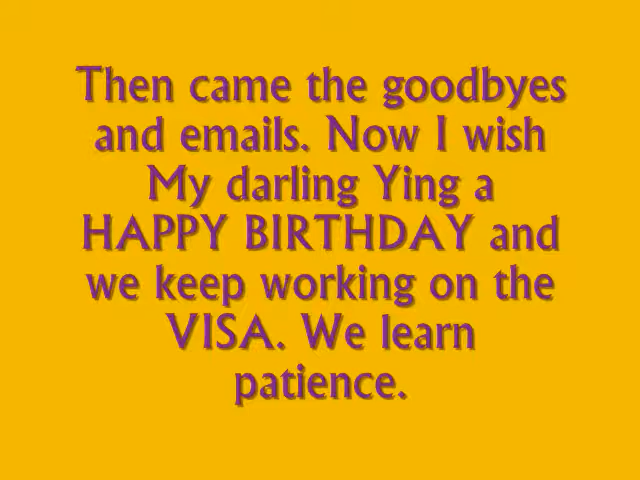 Then came the goodbyes
and emails. Now I wish
My darling Ying a
HAPPY BIRTHDAY and
we keep working on the
VISA. We learn
patience.